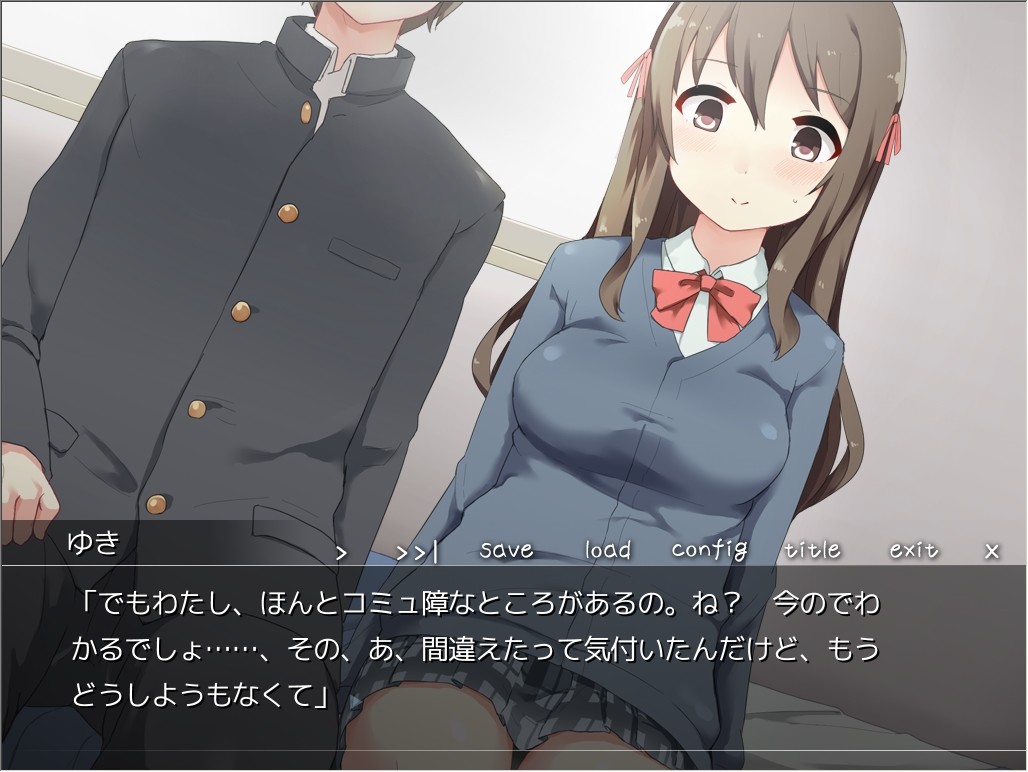 ゆき
> >>| save load config title exit x
「でもわたし、ほんとコミュ障なところがあるの。ね？　今のでわ
かるでしょ……、その、あ、間違えたって気付いたんだけど、もう
どうしようもなくて」